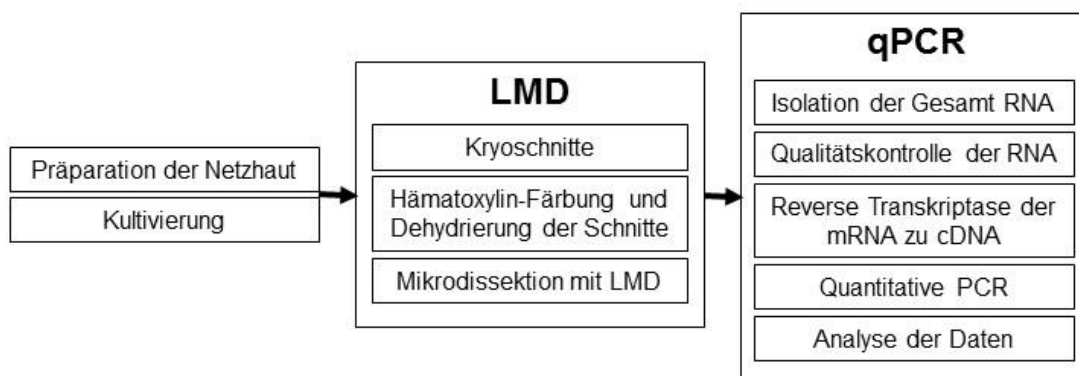 Präparation der Netzhaut
Kultivierung
LMD
Kryoschnitte
Hämatoxylin-Färbung und
Dehydrierung der Schnitte
Mikrodissektion mit LMD
qPCR
Isolation der Gesamt RNA
Qualitätskontrolle der RNA
Reverse Transkriptase der
mRNA zu cDNA
Quantitative PCR
Analyse der Daten